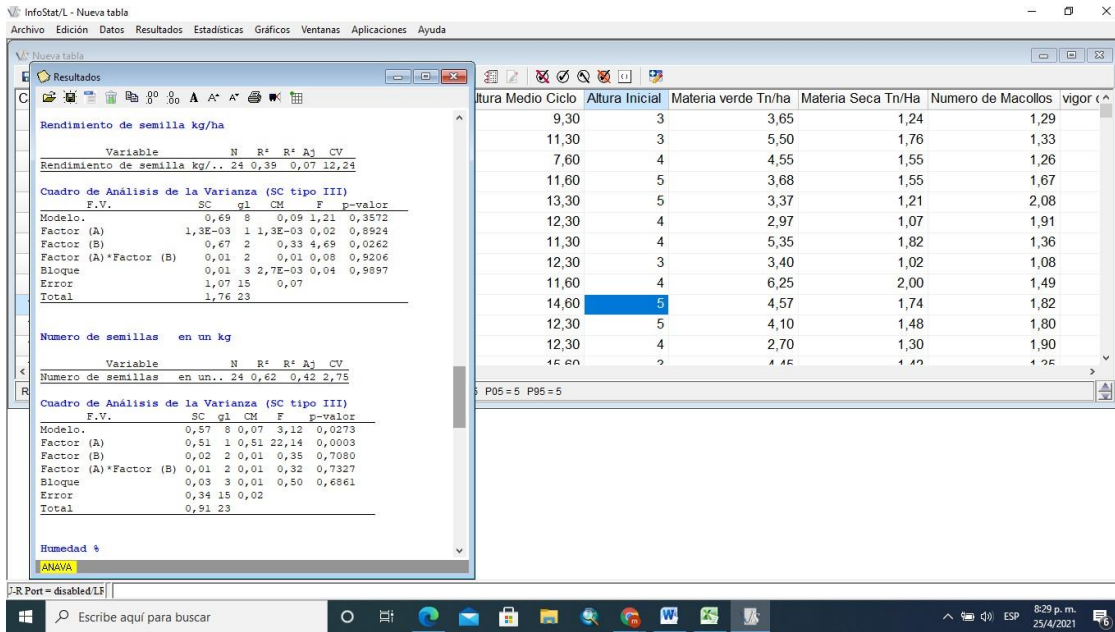 InfoStat/L - Nueva tabla
Archivo Edición Datos Resultados Estadísticas Gráficos Ventanas Aplicaciones Ayuda
Nueva tabla
Resultados
Rendimiento de semilla kg/ha
Variable N R² R² Aj CV
Rendimiento de semilla kg/.. 24 0,39 0,07 12,24
Cuadro de Análisis de la Varianza (SC tipo III)
F.V. SC gl CM F p-valor
Modelo. 0,69 8 0,09 1,21 0,3572
Factor (A) 1,3E-03 1 1,3E-03 0,02 0,8924
Factor (B) 0,67 2 0,33 4,69 0,0262
Factor (A)*Factor (B) 0,01 2 0,01 0,08 0,9206
Bloque 0,01 3 2,7E-03 0,04 0,9897
Error 1,07 15 0,07
Total 1,76 23
Numero de semillas en un kg
Variable N R² R² Aj CV
Numero de semillas en un.. 24 0,62 0,42 2,75
Cuadro de Análisis de la Varianza (SC tipo III)
F.V. SC gl CM F p-valor
Modelo. 0,57 8 0,07 3,12 0,0273
Factor (A) 0,51 1 0,51 22,14 0,0003
Factor (B) 0,02 2 0,01 0,35 0,7080
Factor (A)*Factor (B) 0,01 2 0,01 0,32 0,7327
Bloque 0,03 3 0,01 0,50 0,6861
Error 0,34 15 0,02
Total 0,91 23
Humedad %
ANAVA
ltura Medio Ciclo Altura Inicial Materia verde Tn/ha Materia Seca Tn/Ha Numero de Macollos vigor (
9,30 3 3,65 1,24 1,29
11,30 3 5,50 1,76 1,33
7,60 4 4,55 1,55 1,26
11,60 5 3,68 1,55 1,67
13,30 5 3,37 1,21 2,08
12,30 4 2,97 1,07 1,91
11,30 4 5,35 1,82 1,36
12,30 3 3,40 1,02 1,08
11,60 4 6,25 2,00 1,49
14,60 5 4,57 1,74 1,82
12,30 5 4,10 1,48 1,80
12,30 4 2,70 1,30 1,90
15,60 3 4,45 1,42 1,35
P05 = 5 P95 = 5
J-R Port = disabled/LF
Escribe aquí para buscar
ESP
8:29 p. m.
25/4/2021
6